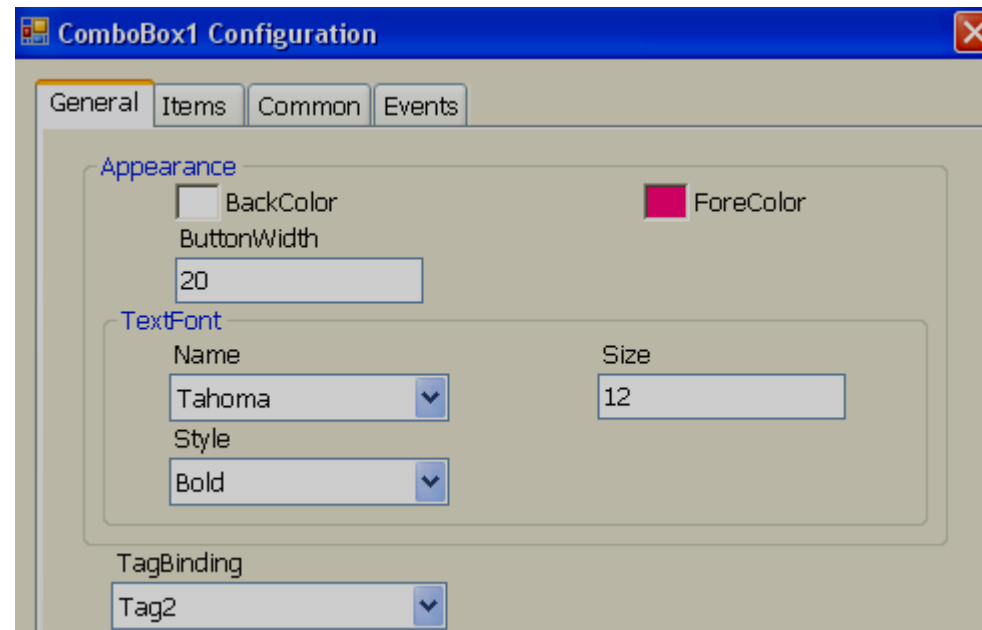 ComboBox1 Configuration
General Items Common Events
Appearance
BackColor ForeColor
ButtonWidth
20
TextFont
Name Size
Tahoma 12
Style
Bold
TagBinding
Tag2